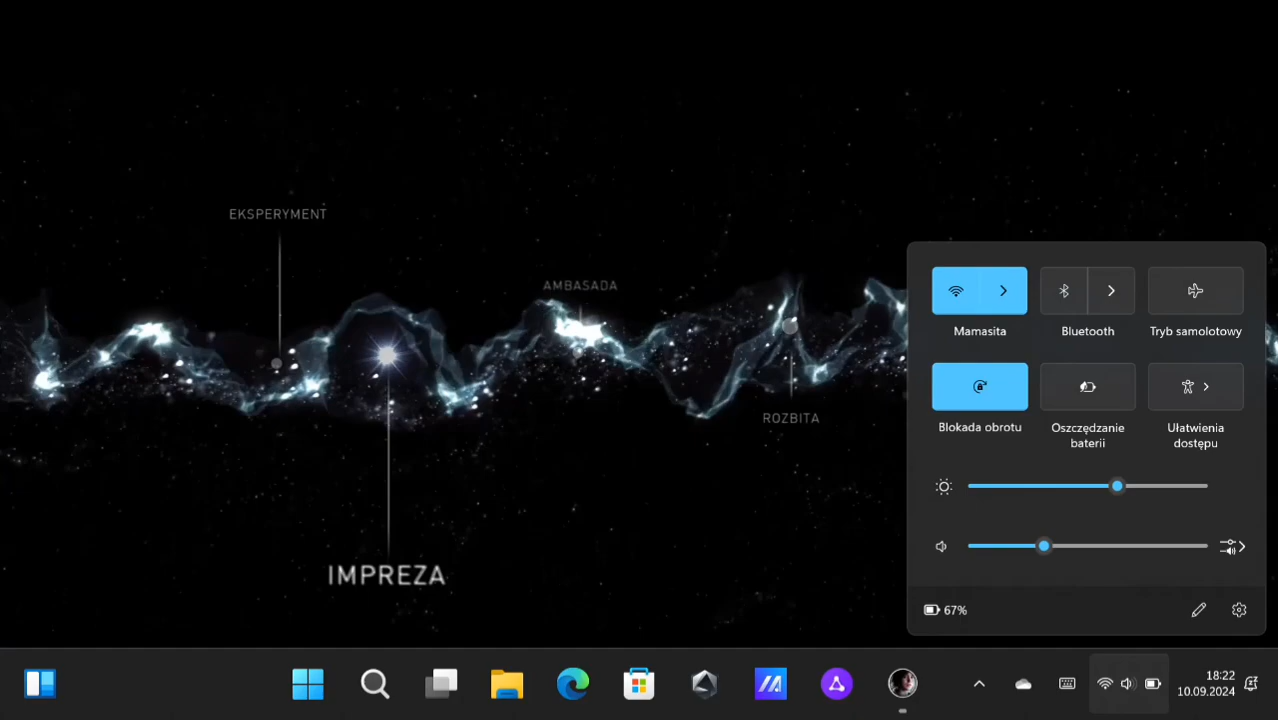 EKSPERYMENT
AMBASADA
ROZBITA
IMPREZA
Mamasita
Bluetooth
Tryb samolotowy
Blokada obrotu
Oszczędzanie
baterii
Ułatwienia
dostępu
67%
18:22
10.09.2024